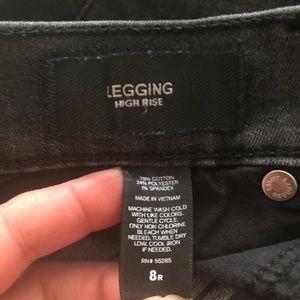 LEGGING
HIGH RISE
75% COTTON
24% POLYESTER
1% SPANDEX
MADE IN VIETNAM
MACHINE WASH COLD
WITH LIKE COLORS.
GENTLE CYCLE.
ONLY NON CHLORINE
BLEACH WHEN
NEEDED. TUMBLE DRY
LOW. COOL IRON
IF NEEDED.
RN# 55285
8R